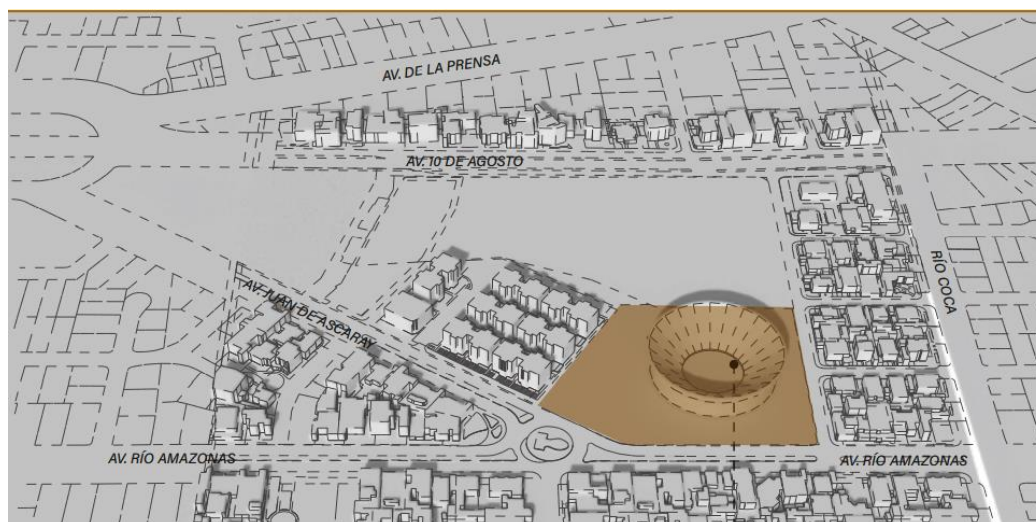 AV. DE LA PRENSA
AV. 10 DE AGOSTO
RÍO COCA
AV. JUAN DE ASCARAY
AV. RÍO AMAZONAS
AV. RÍO AMAZONAS